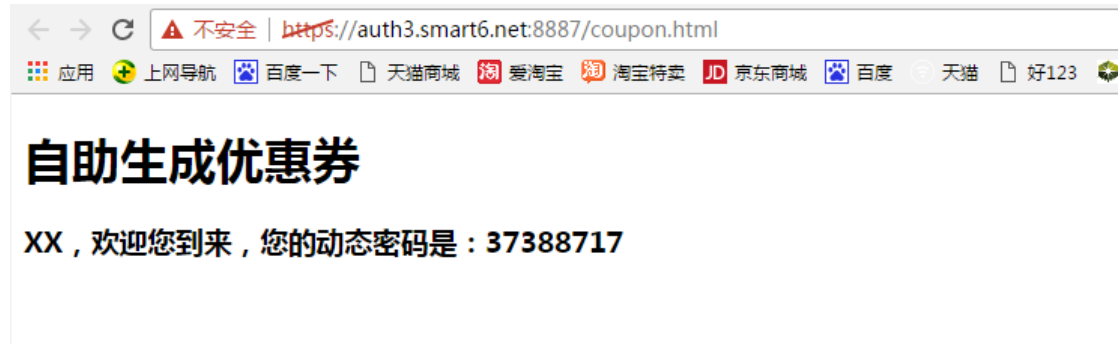 不安全 | https://auth3.smart6.net:8887/coupon.html
应用 上网导航 百度一下 天猫商城 淘 爱淘宝 淘宝特卖 JD 京东商城 百度 天猫 好123
自助生成优惠券
XX，欢迎您到来，您的动态密码是：37388717